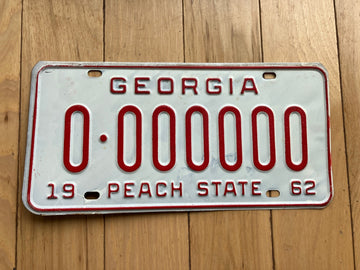 GEORGIA
0·000000
19 PEACH STATE 62